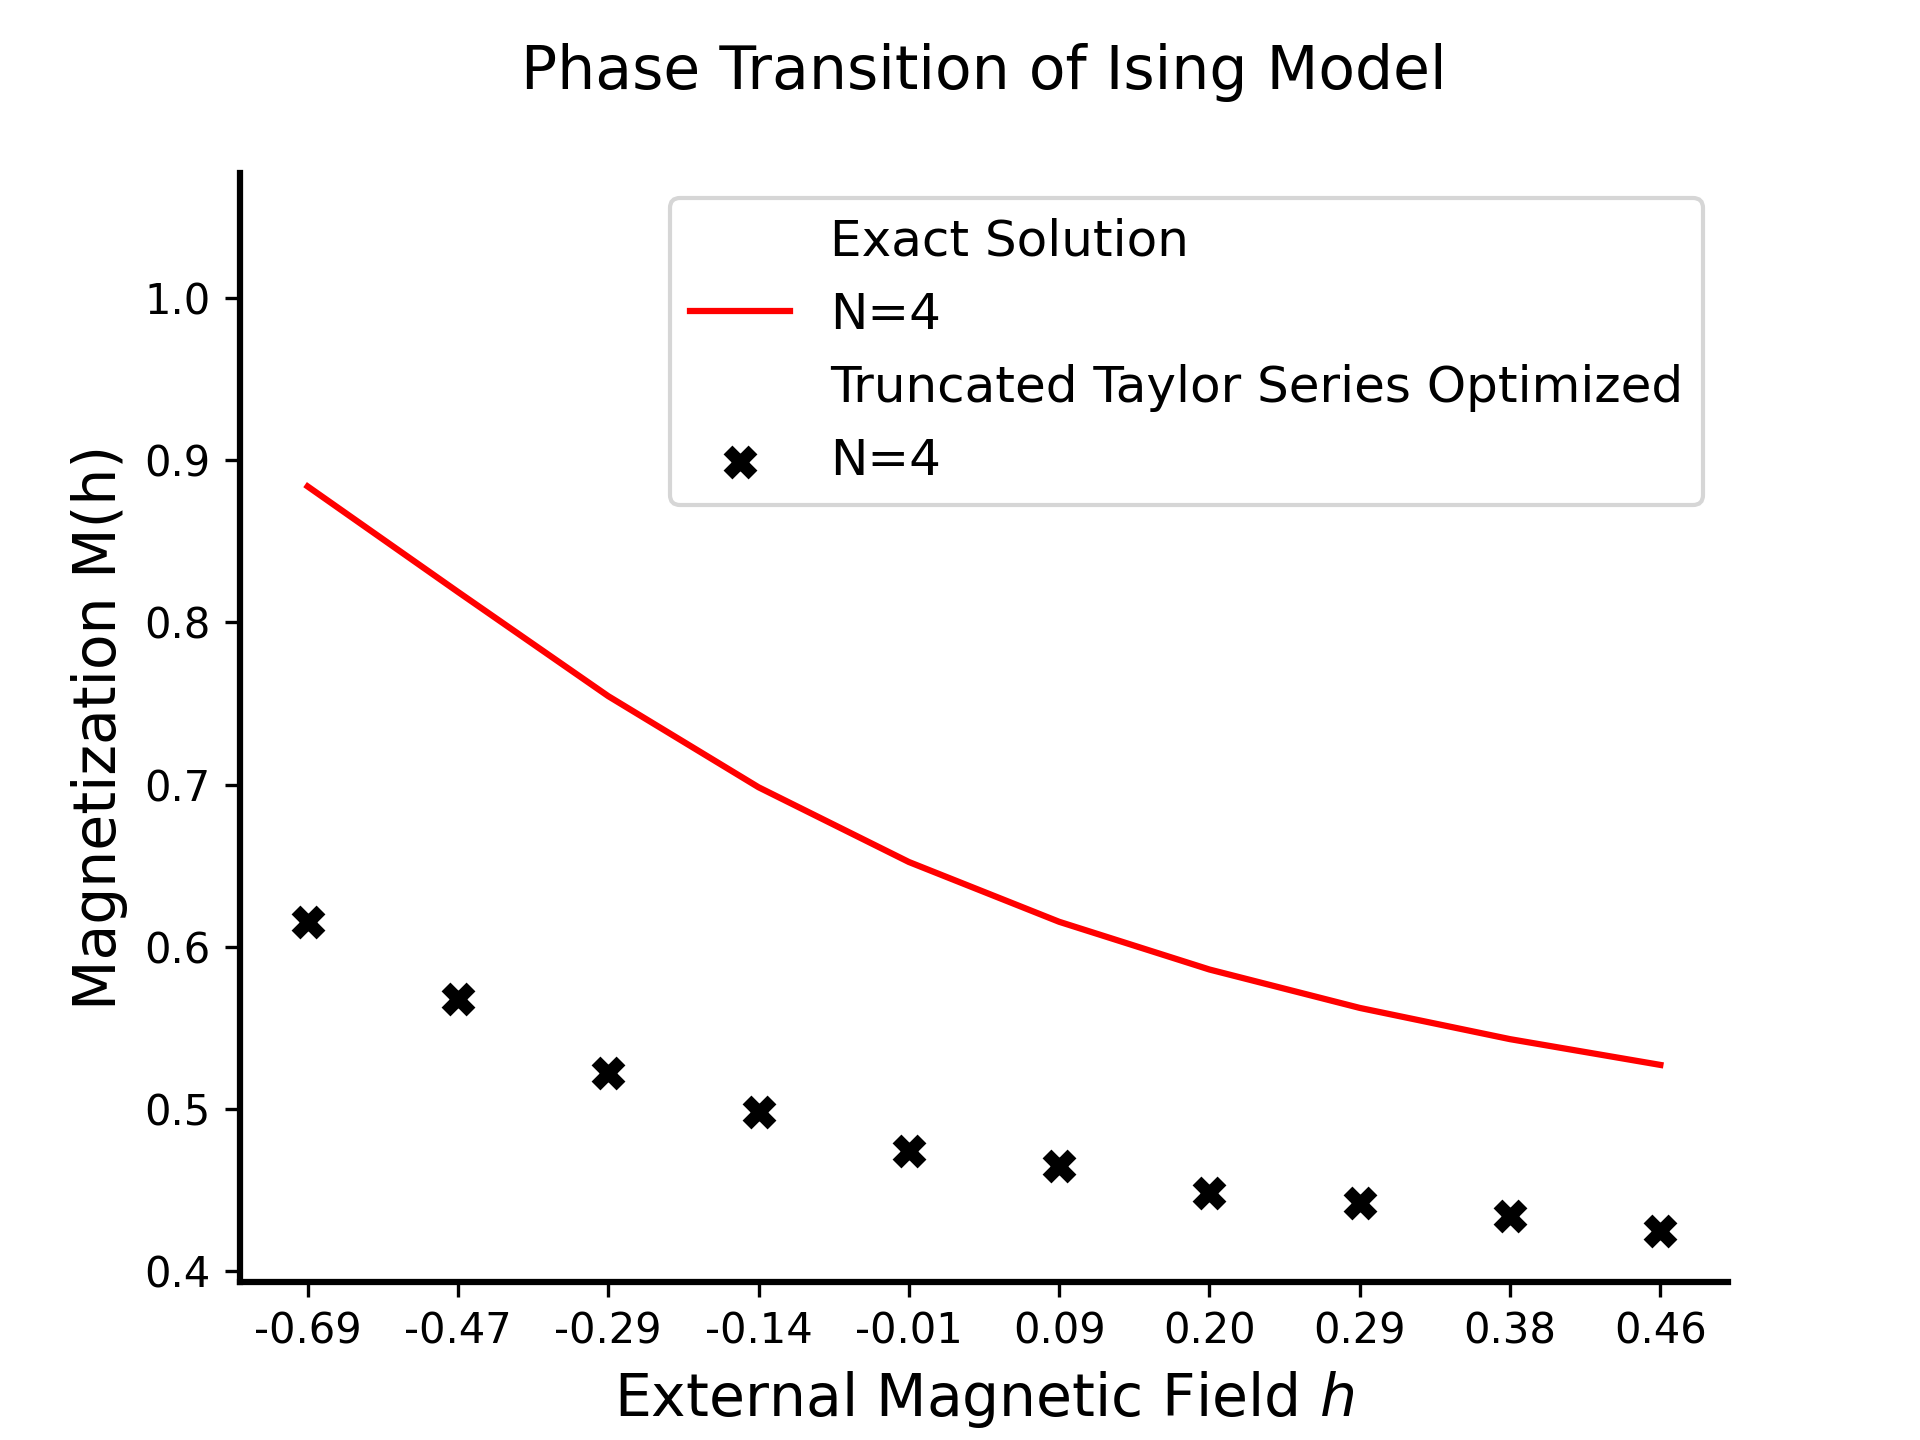 Phase Transition of Ising Model
Exact Solution
N=4
Truncated Taylor Series Optimized
N=4
Magnetization M(h)
1.0
0.9
0.8
0.7
0.6
0.5
0.4
-0.69 -0.47 -0.29 -0.14 -0.01 0.09 0.20 0.29 0.38 0.46
External Magnetic Field h